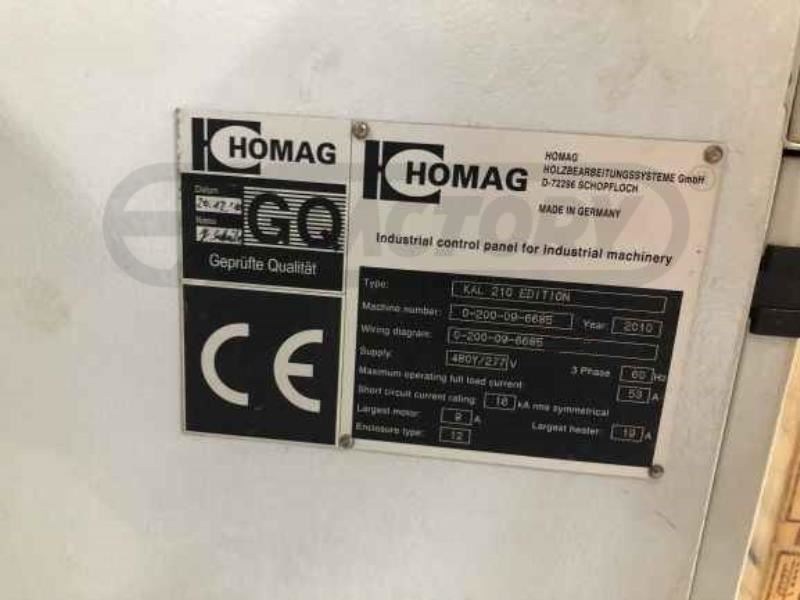 HOMAG
Datum
Name
GQ
Geprüfte Qualität
CE
HOMAG
HOMAG
HOLZBEARBEITUNGSSYSTEME GmbH
D-72296 SCHOPFLOCH
MADE IN GERMANY
Industrial control panel for industrial machinery
Type: KAL 210 EDITION
Machine number: 0-200-09-6685 Year: 2010
Wiring diagram: 0-200-09-6685
Supply: 480Y/277 V 3 Phase 60 Hz
Maximum operating full load current 53 A
Short circuit current rating: kA rms symmetrical
Largest motor: 9 A Largest heater: A
Enclosure type: 12
FACTORY